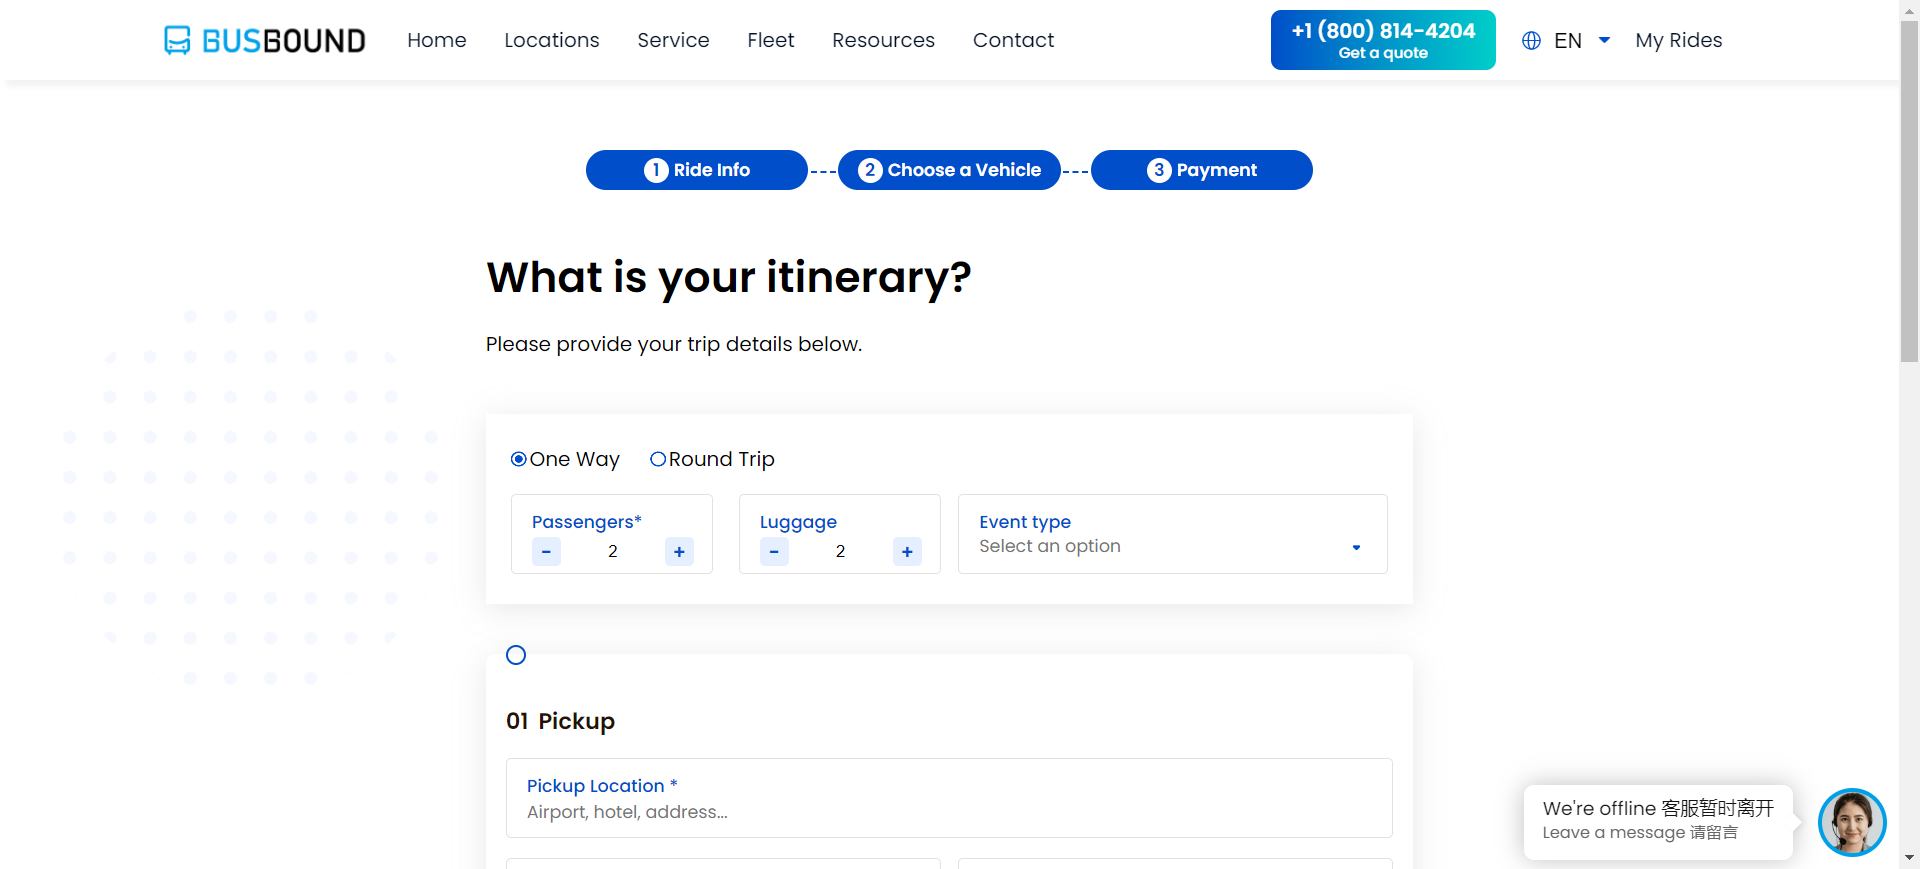 BUSBOUND
Home
Locations
Service
Fleet
Resources
Contact
+1 (800) 814-4204
Get a quote
EN
My Rides
1 Ride Info
2 Choose a Vehicle
3 Payment
What is your itinerary?
Please provide your trip details below.
One Way
Round Trip
Passengers*
- 2 +
Luggage
- 2 +
Event type
Select an option
01 Pickup
Pickup Location *
Airport, hotel, address...
We're offline 客服暂时离开
Leave a message 请留言